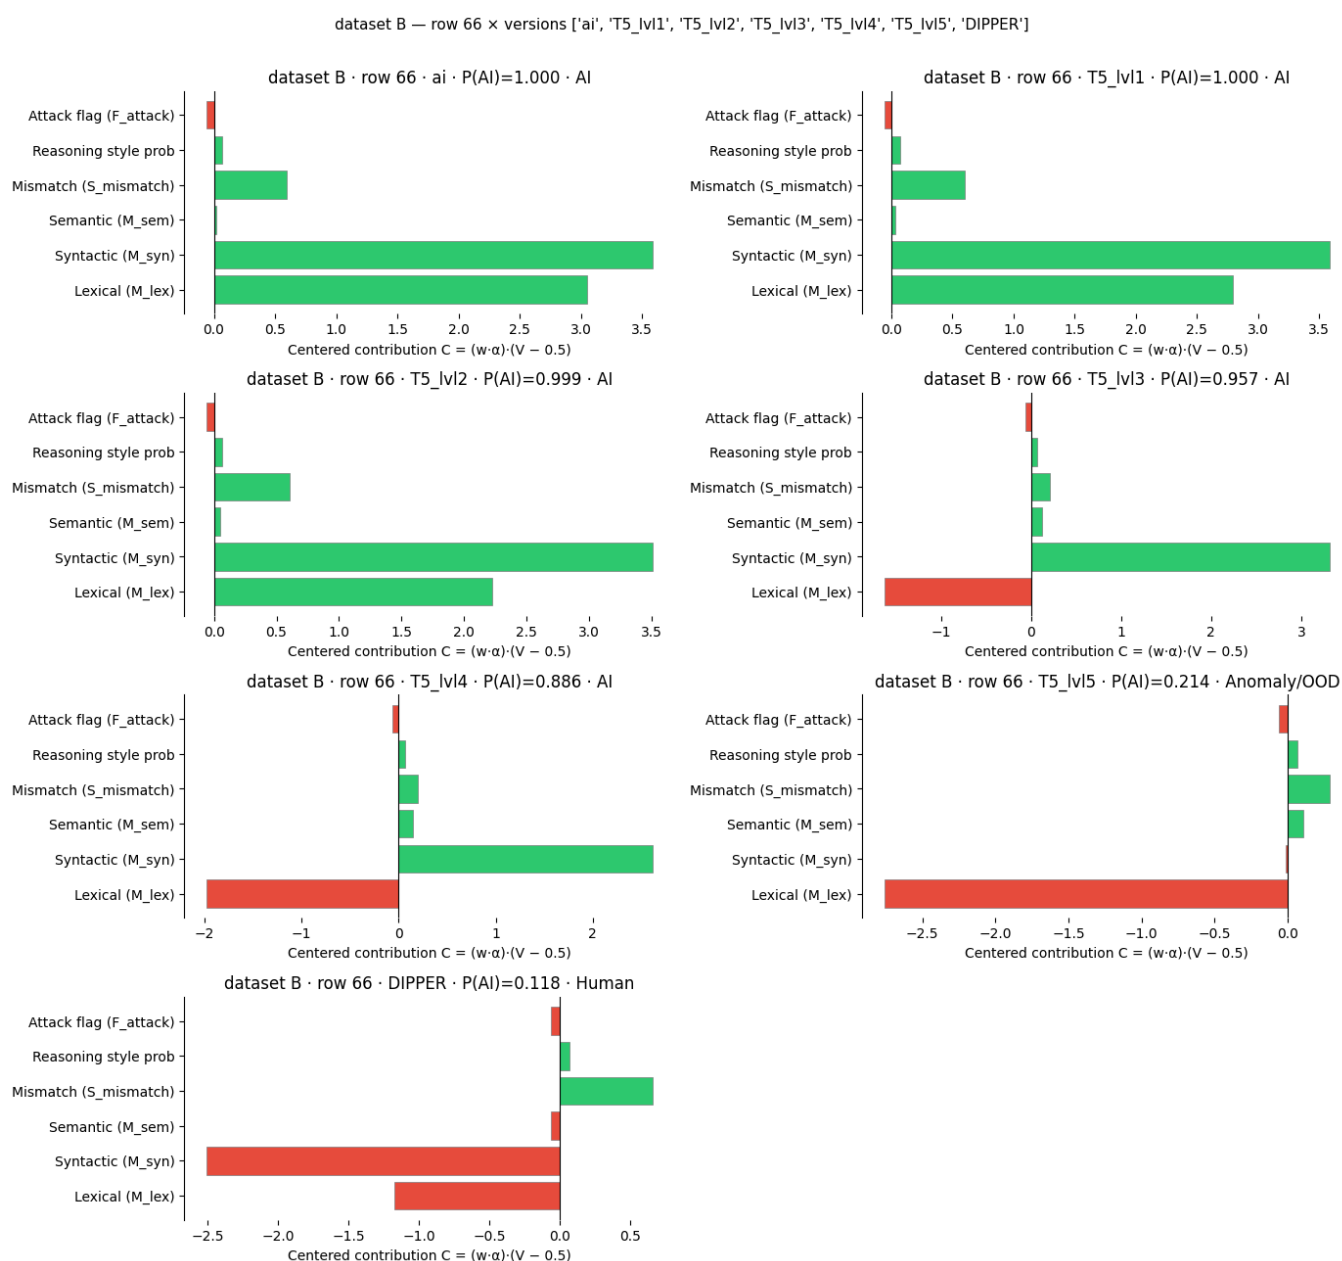 dataset B — row 66 × versions ['ai', 'T5_lvl1', 'T5_lvl2', 'T5_lvl3', 'T5_lvl4', 'T5_lvl5', 'DIPPER']
dataset B · row 66 · ai · P(AI)=1.000 · AI
Attack flag (F_attack)
Reasoning style prob
Mismatch (S_mismatch)
Semantic (M_sem)
Syntactic (M_syn)
Lexical (M_lex)
0.0 0.5 1.0 1.5 2.0 2.5 3.0 3.5
Centered contribution C = (w·α)·(V − 0.5)
dataset B · row 66 · T5_lvl1 · P(AI)=1.000 · AI
Attack flag (F_attack)
Reasoning style prob
Mismatch (S_mismatch)
Semantic (M_sem)
Syntactic (M_syn)
Lexical (M_lex)
0.0 0.5 1.0 1.5 2.0 2.5 3.0 3.5
Centered contribution C = (w·α)·(V − 0.5)
dataset B · row 66 · T5_lvl2 · P(AI)=0.999 · AI
Attack flag (F_attack)
Reasoning style prob
Mismatch (S_mismatch)
Semantic (M_sem)
Syntactic (M_syn)
Lexical (M_lex)
0.0 0.5 1.0 1.5 2.0 2.5 3.0 3.5
Centered contribution C = (w·α)·(V − 0.5)
dataset B · row 66 · T5_lvl3 · P(AI)=0.957 · AI
Attack flag (F_attack)
Reasoning style prob
Mismatch (S_mismatch)
Semantic (M_sem)
Syntactic (M_syn)
Lexical (M_lex)
−1 0 1 2 3
Centered contribution C = (w·α)·(V − 0.5)
dataset B · row 66 · T5_lvl4 · P(AI)=0.886 · AI
Attack flag (F_attack)
Reasoning style prob
Mismatch (S_mismatch)
Semantic (M_sem)
Syntactic (M_syn)
Lexical (M_lex)
−2 −1 0 1 2
Centered contribution C = (w·α)·(V − 0.5)
dataset B · row 66 · T5_lvl5 · P(AI)=0.214 · Anomaly/OOD
Attack flag (F_attack)
Reasoning style prob
Mismatch (S_mismatch)
Semantic (M_sem)
Syntactic (M_syn)
Lexical (M_lex)
−2.5 −2.0 −1.5 −1.0 −0.5 0.0
Centered contribution C = (w·α)·(V − 0.5)
dataset B · row 66 · DIPPER · P(AI)=0.118 · Human
Attack flag (F_attack)
Reasoning style prob
Mismatch (S_mismatch)
Semantic (M_sem)
Syntactic (M_syn)
Lexical (M_lex)
−2.5 −2.0 −1.5 −1.0 −0.5 0.0 0.5
Centered contribution C = (w·α)·(V − 0.5)